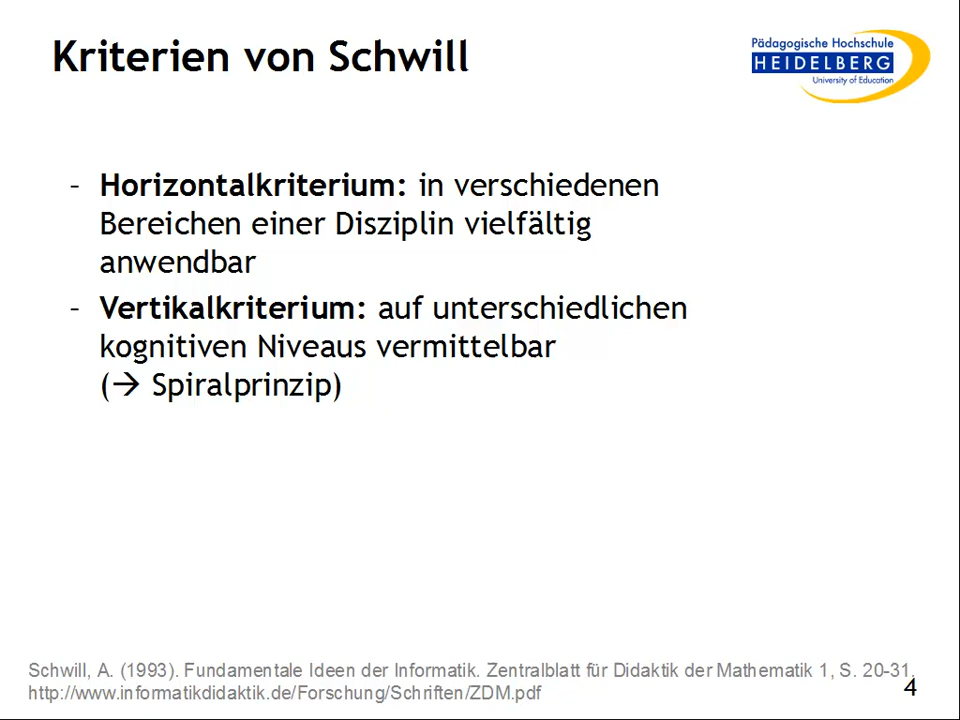 Kriterien von Schwill
Pädagogische Hochschule
HEIDELBERG
University of Education
- Horizontalkriterium: in verschiedenen
Bereichen einer Disziplin vielfältig
anwendbar
- Vertikalkriterium: auf unterschiedlichen
kognitiven Niveaus vermittelbar
(→ Spiralprinzip)
Schwill, A. (1993). Fundamentale Ideen der Informatik. Zentralblatt für Didaktik der Mathematik 1, S. 20-31.
http://www.informatikdidaktik.de/Forschung/Schriften/ZDM.pdf
4